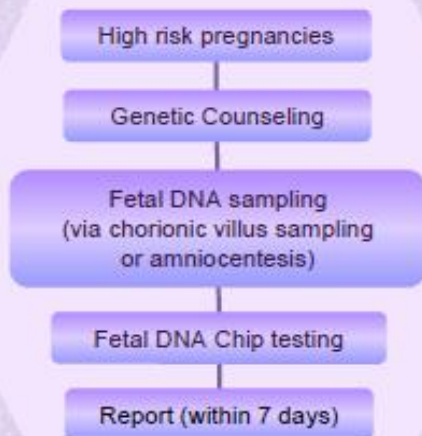 High risk pregnancies
Genetic Counseling
Fetal DNA sampling
(via chorionic villus sampling
or amniocentesis)
Fetal DNA Chip testing
Report (within 7 days)